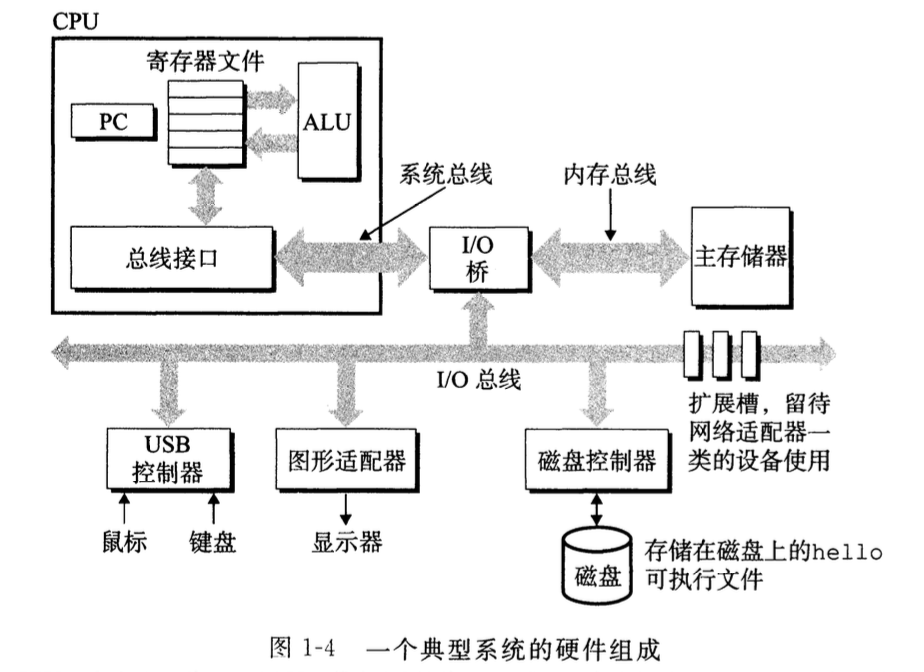 CPU
寄存器文件
PC
ALU
系统总线
内存总线
总线接口
I/O
桥
主存储器
I/O 总线
扩展槽，留待
网络适配器一
类的设备使用
USB
控制器
图形适配器
磁盘控制器
鼠标
键盘
显示器
磁盘
存储在磁盘上的hello
可执行文件
图 1-4 一个典型系统的硬件组成